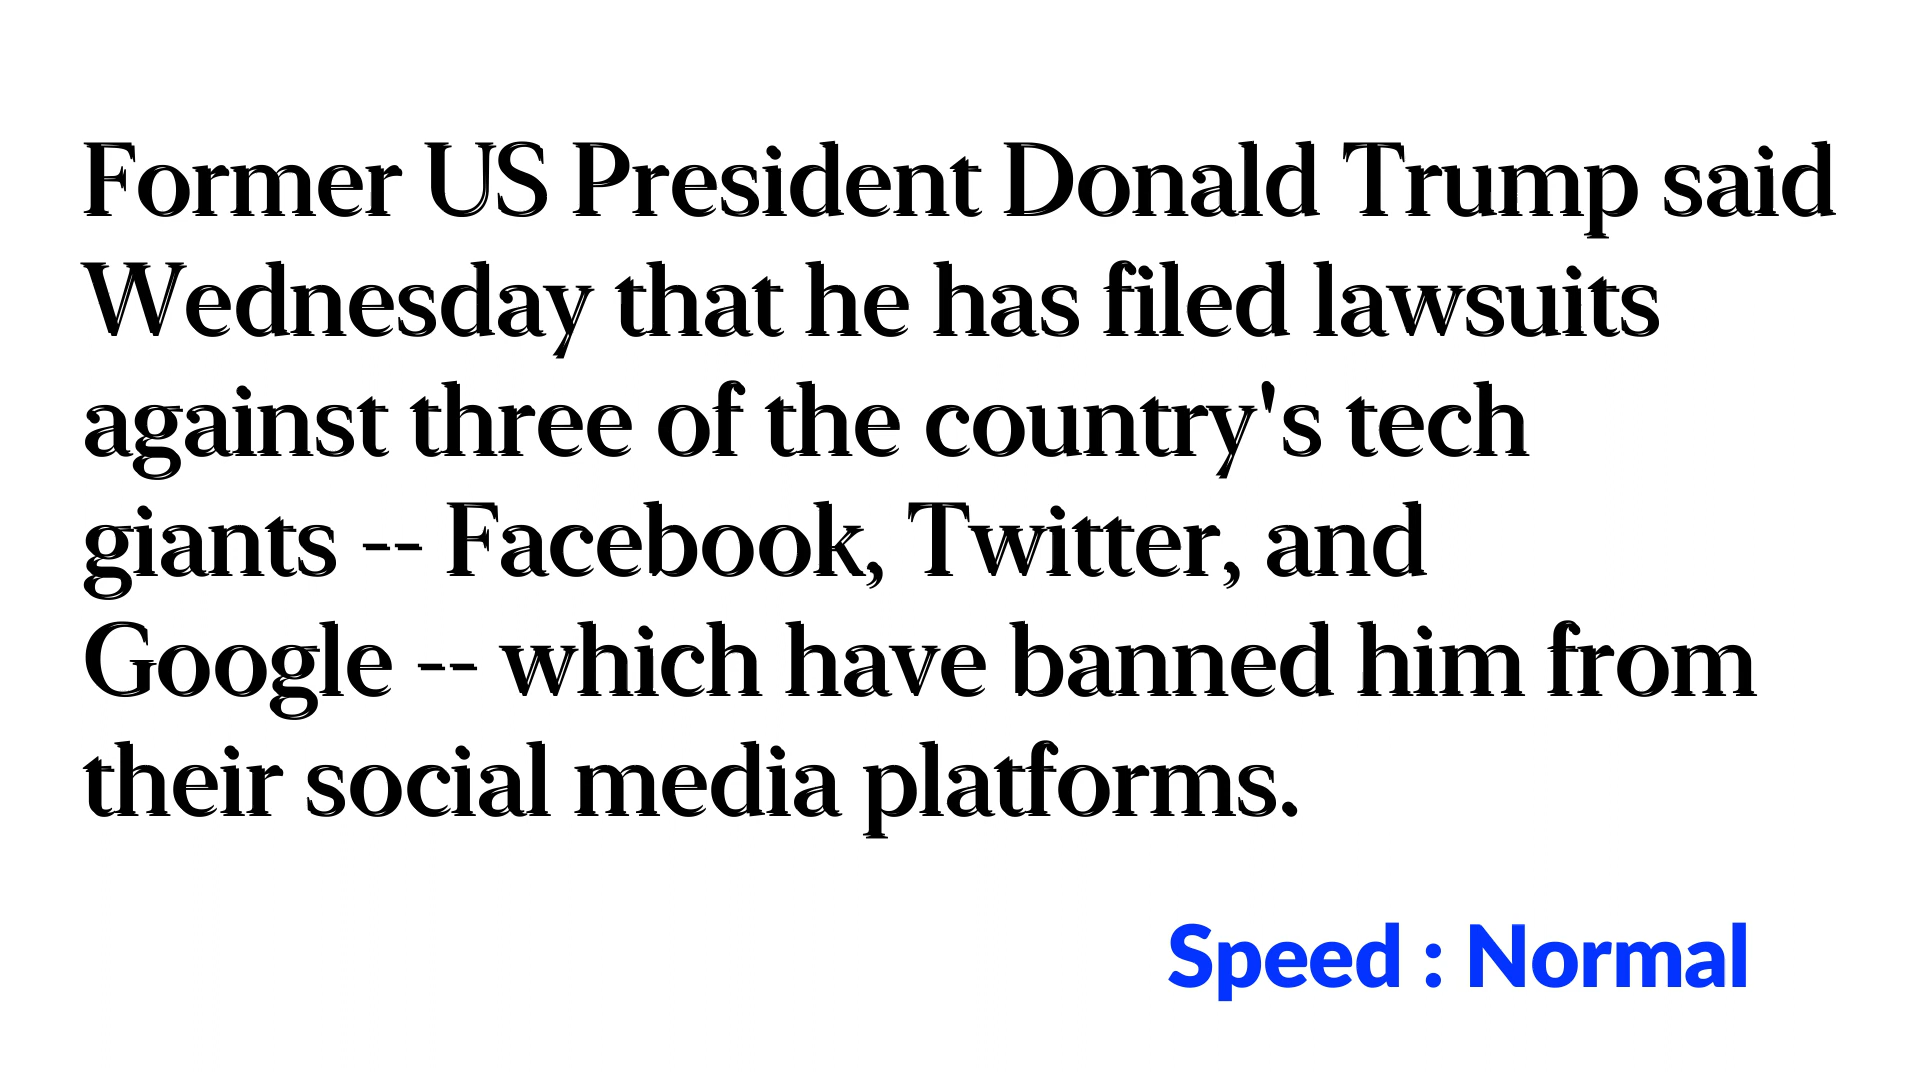 Former US President Donald Trump said
Wednesday that he has filed lawsuits
against three of the country's tech
giants -- Facebook, Twitter, and
Google -- which have banned him from
their social media platforms.
Speed : Normal